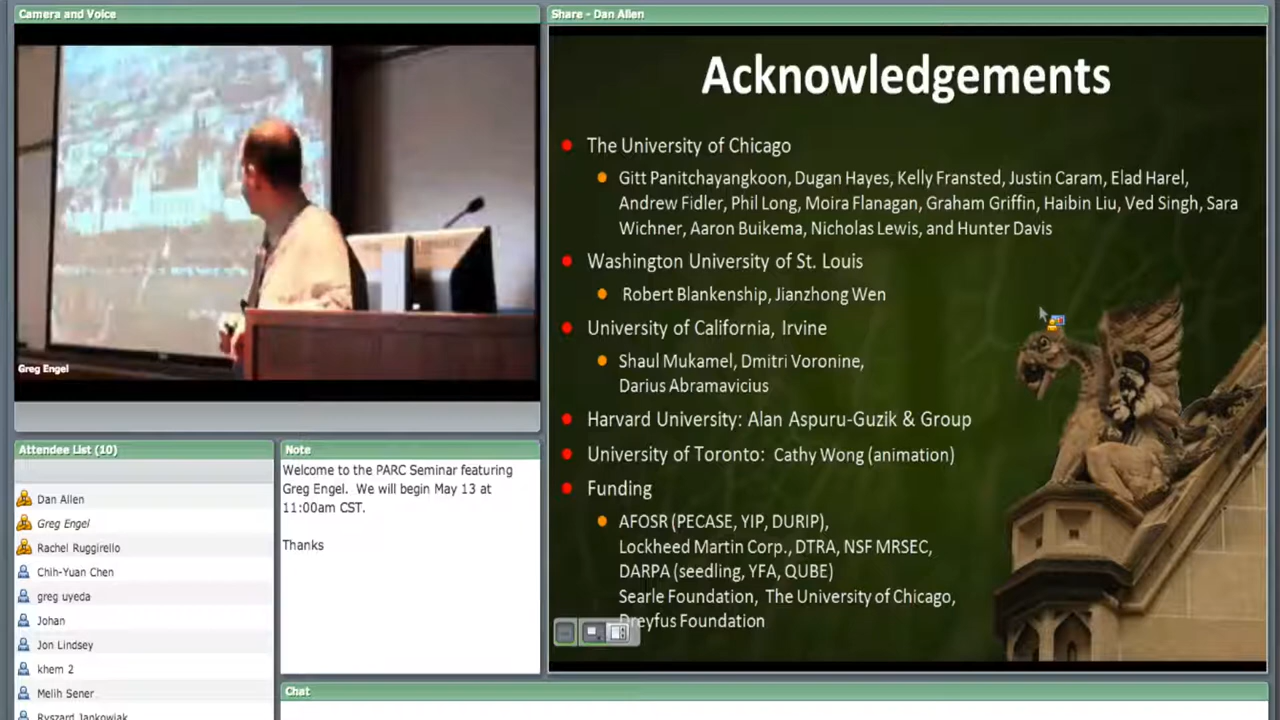 Camera and Voice
Greg Engel
Attendee List (10)
Dan Allen
Greg Engel
Rachel Ruggirello
Chih-Yuan Chen
greg uyeda
Johan
Jon Lindsey
khem 2
Melih Sener
Ryszard Jankowiak
Note
Welcome to the PARC Seminar featuring
Greg Engel. We will begin May 13 at
11:00am CST.
Thanks
Share - Dan Allen
Acknowledgements
The University of Chicago
Gitt Panitchayangkoon, Dugan Hayes, Kelly Fransted, Justin Caram, Elad Harel,
Andrew Fidler, Phil Long, Moira Flanagan, Graham Griffin, Haibin Liu, Ved Singh, Sara
Wichner, Aaron Buikema, Nicholas Lewis, and Hunter Davis
Washington University of St. Louis
Robert Blankenship, Jianzhong Wen
University of California, Irvine
Shaul Mukamel, Dmitri Voronine,
Darius Abramavicius
Harvard University: Alan Aspuru-Guzik & Group
University of Toronto: Cathy Wong (animation)
Funding
AFOSR (PECASE, YIP, DURIP),
Lockheed Martin Corp., DTRA, NSF MRSEC,
DARPA (seedling, YFA, QUBE)
Searle Foundation, The University of Chicago,
Dreyfus Foundation
Chat